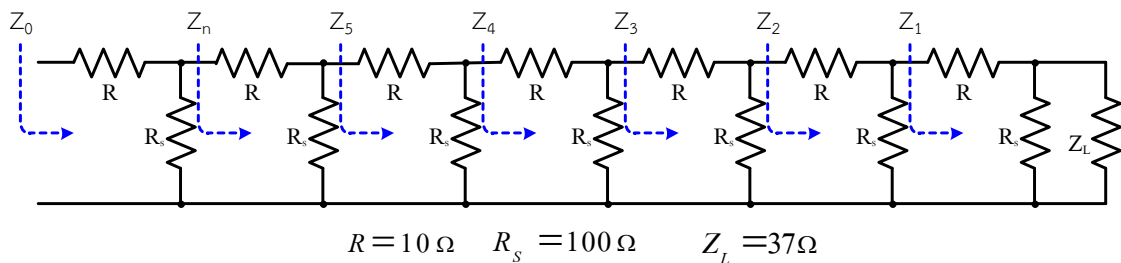 Z0 Zn Z5 Z4 Z3 Z2 Z1
R R R R R R R
Rs Rs Rs Rs Rs Rs Rs ZL
R=10 Ω RS =100 Ω ZL =37Ω